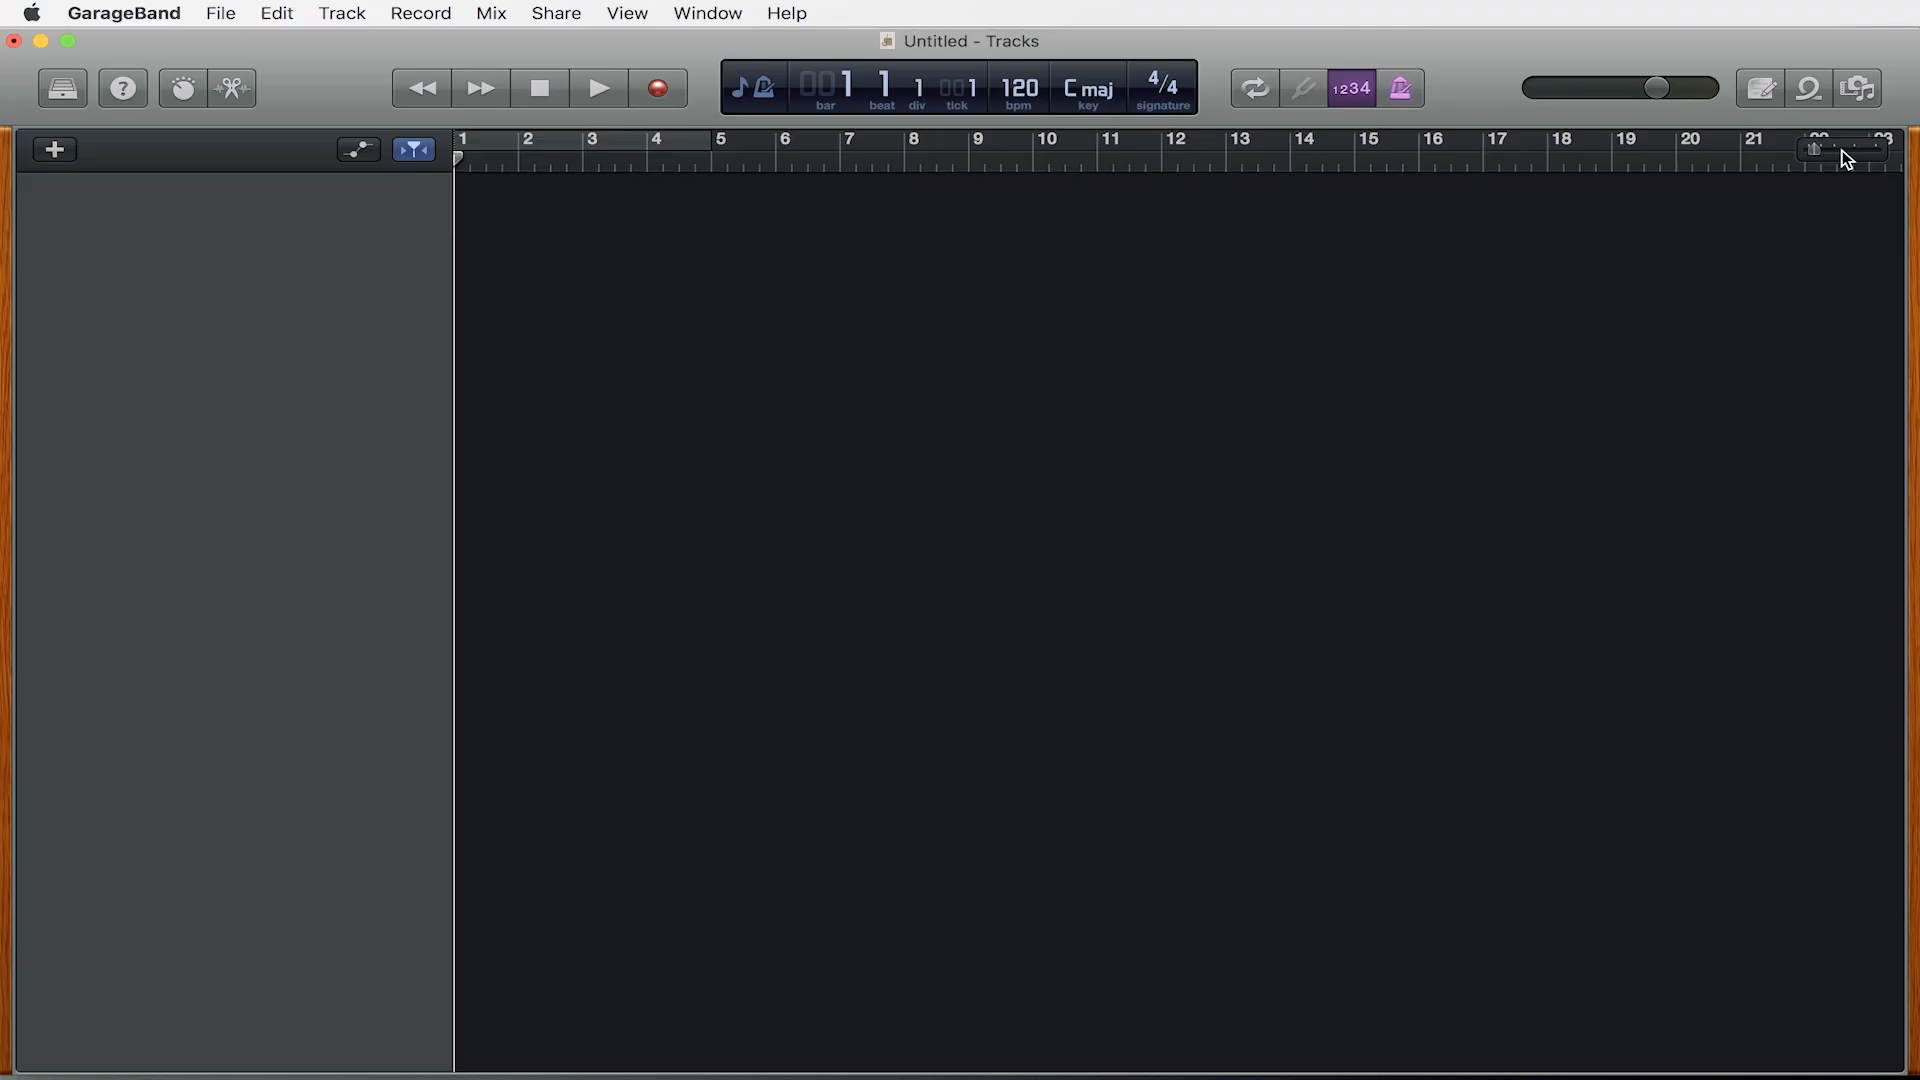 GarageBand File Edit Track Record Mix Share View Window Help
Untitled - Tracks
001 1 1 001 120 C maj 4/4
bar beat div tick bpm key signature
1234
1 2 3 4 5 6 7 8 9 10 11 12 13 14 15 16 17 18 19 20 21 22 23